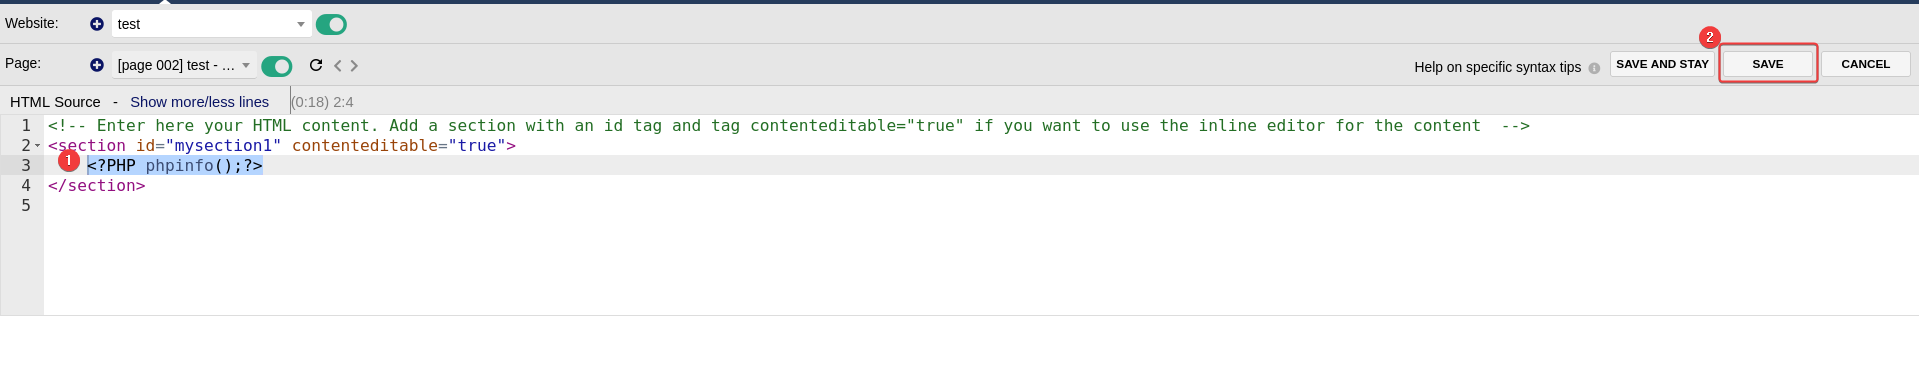 Website: test
2
Page: [page 002] test - ... Help on specific syntax tips SAVE AND STAY SAVE CANCEL
HTML Source - Show more/less lines (0:18) 2:4
1 <!-- Enter here your HTML content. Add a section with an id tag and tag contenteditable="true" if you want to use the inline editor for the content -->
2 <section id="mysection1" contenteditable="true">
1
3 <?PHP phpinfo();?>
4 </section>
5